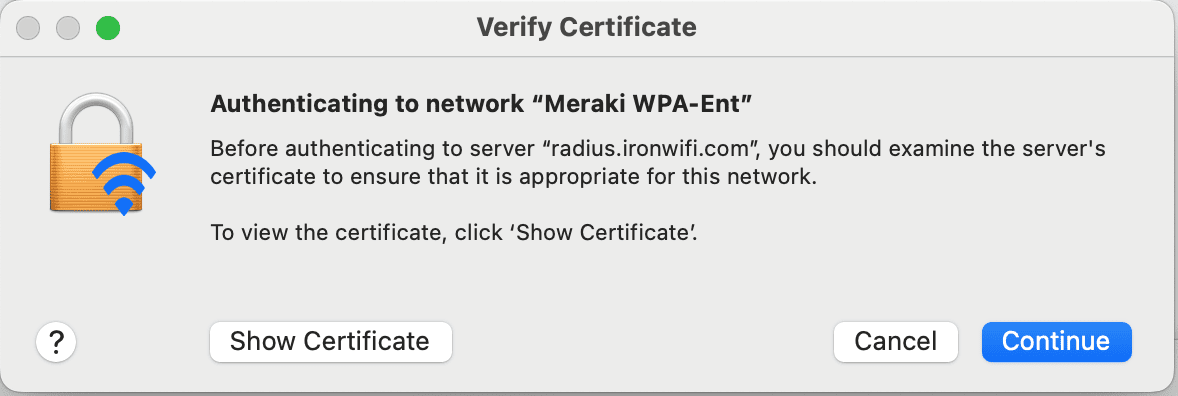 Verify Certificate
Authenticating to network “Meraki WPA-Ent”
Before authenticating to server “radius.ironwifi.com”, you should examine the server's
certificate to ensure that it is appropriate for this network.
To view the certificate, click ‘Show Certificate’.
?
Show Certificate
Cancel
Continue